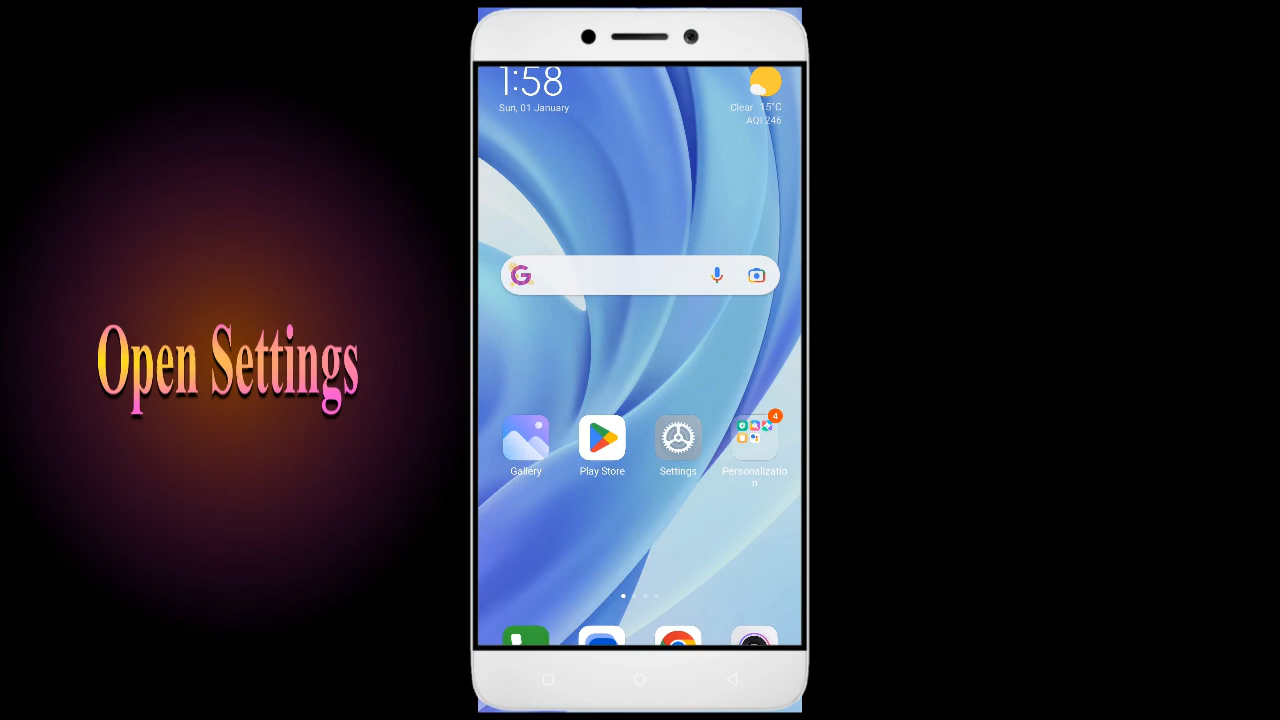 1:58
Sun, 01 January
Clear 15°C
AQI 246
Open Settings
4
Gallery
Play Store
Settings
Personalizatio
n